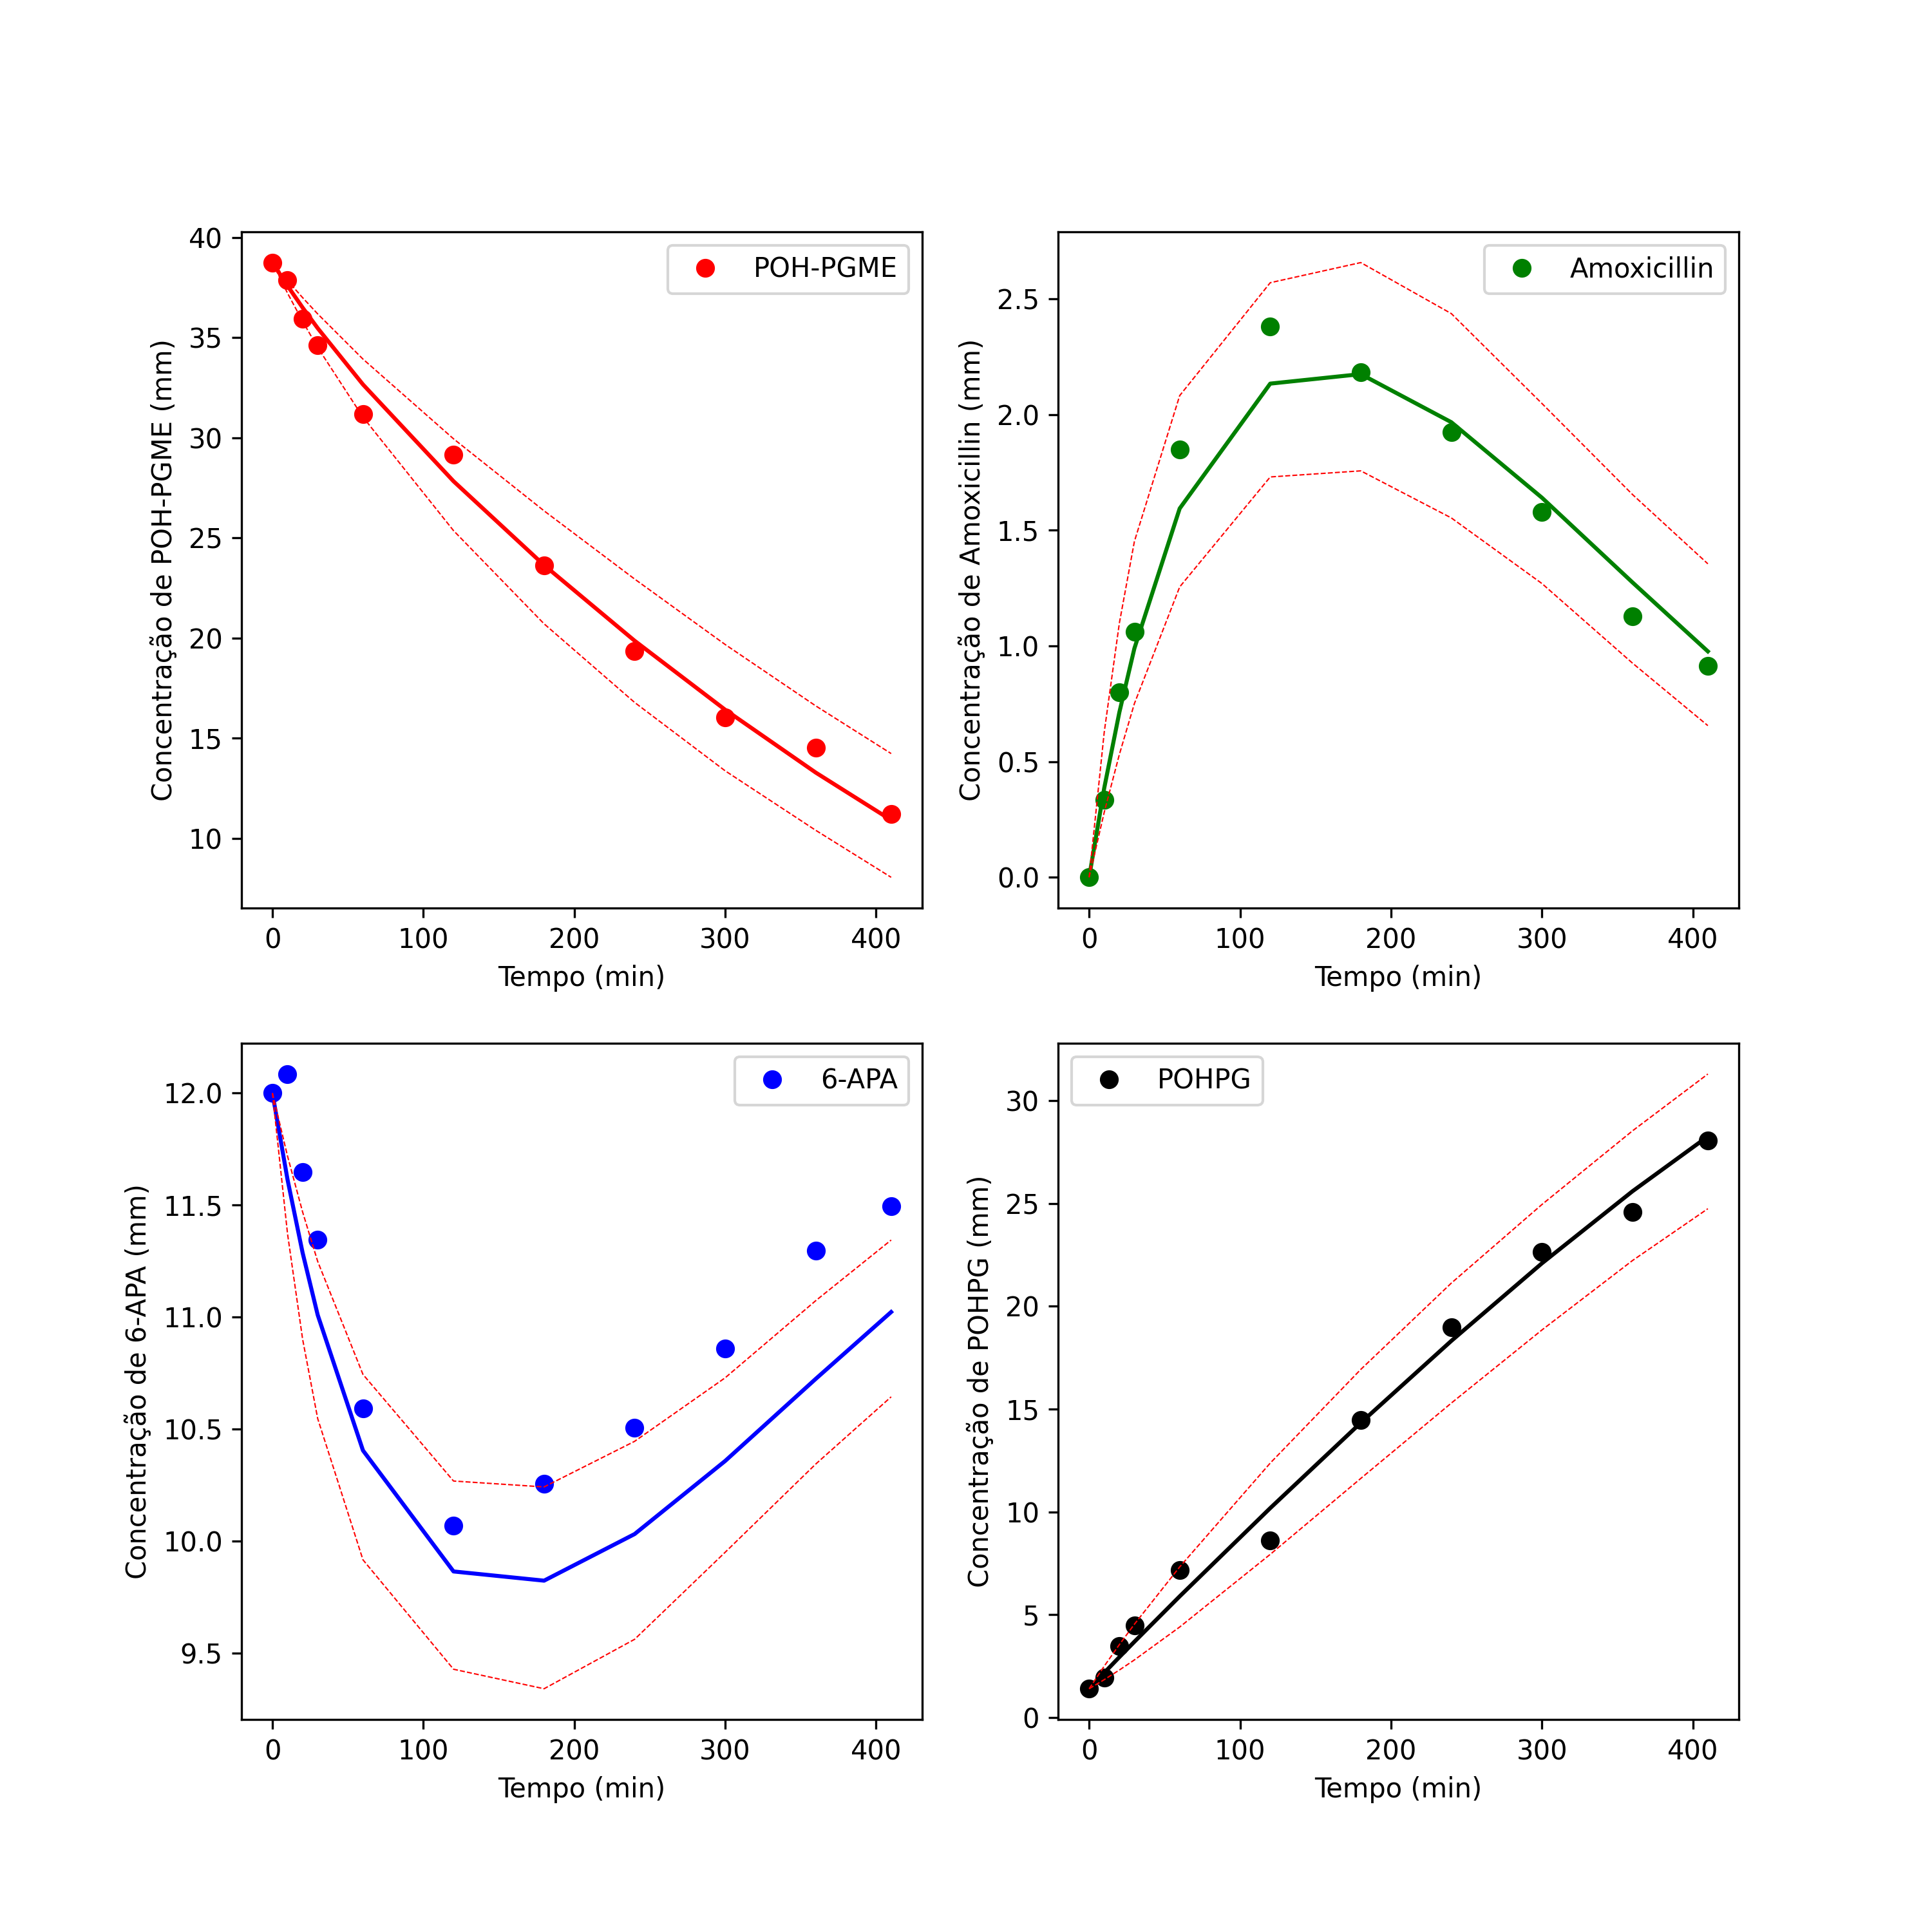 40
35
30
25
20
15
10
Concentração de POH-PGME (mm)
POH-PGME
0 100 200 300 400
Tempo (min)
2.5
2.0
1.5
1.0
0.5
0.0
Concentração de Amoxicillin (mm)
Amoxicillin
0 100 200 300 400
Tempo (min)
12.0
11.5
11.0
10.5
10.0
9.5
Concentração de 6-APA (mm)
6-APA
0 100 200 300 400
Tempo (min)
30
25
20
15
10
5
0
Concentração de POHPG (mm)
POHPG
0 100 200 300 400
Tempo (min)